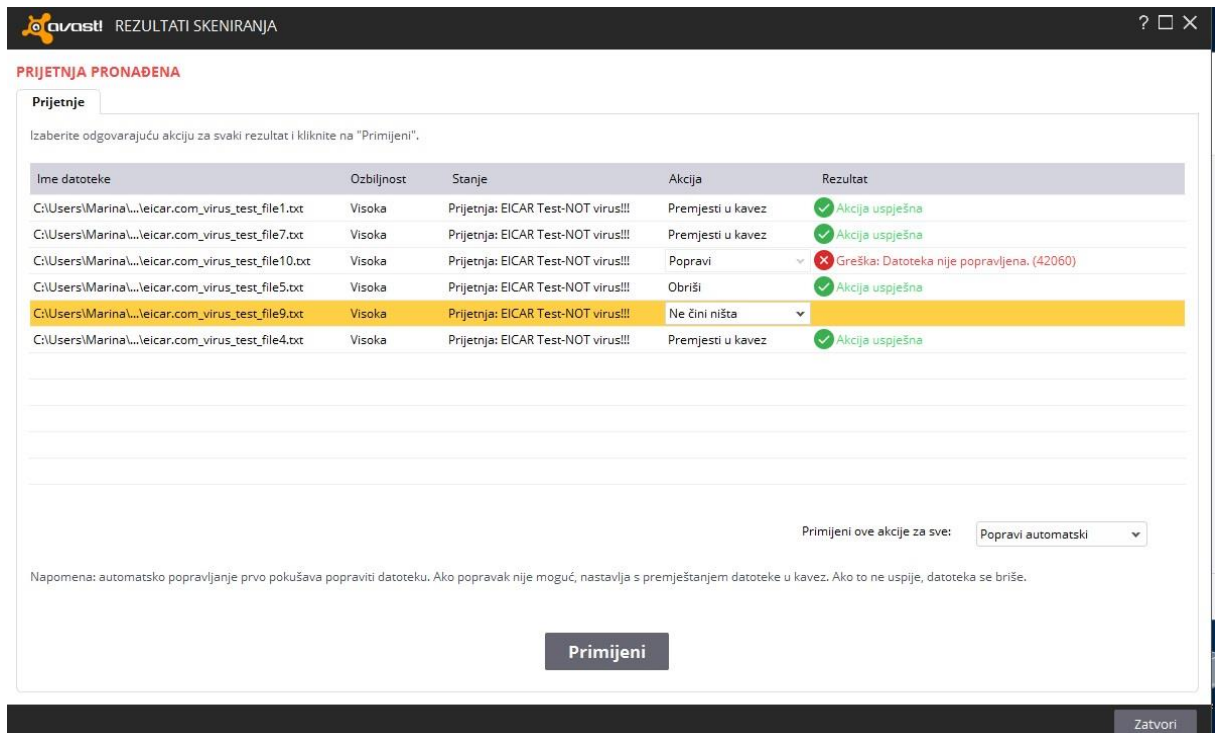 avast! REZULTATI SKENIRANJA ?
PRIJETNJA PRONAĐENA
Prijetnje
Izaberite odgovarajuću akciju za svaki rezultat i kliknite na "Primijeni".
Ime datoteke Ozbiljnost Stanje Akcija Rezultat
C:\Users\Marina\...\eicar.com_virus_test_file1.txt Visoka Prijetnja: EICAR Test-NOT virus!!! Premjesti u kavez Akcija uspješna
C:\Users\Marina\...\eicar.com_virus_test_file7.txt Visoka Prijetnja: EICAR Test-NOT virus!!! Premjesti u kavez Akcija uspješna
C:\Users\Marina\...\eicar.com_virus_test_file10.txt Visoka Prijetnja: EICAR Test-NOT virus!!! Popravi Greška: Datoteka nije popravljena. (42060)
C:\Users\Marina\...\eicar.com_virus_test_file5.txt Visoka Prijetnja: EICAR Test-NOT virus!!! Obriši Akcija uspješna
C:\Users\Marina\...\eicar.com_virus_test_file9.txt Visoka Prijetnja: EICAR Test-NOT virus!!! Ne čini ništa
C:\Users\Marina\...\eicar.com_virus_test_file4.txt Visoka Prijetnja: EICAR Test-NOT virus!!! Premjesti u kavez Akcija uspješna
Primijeni ove akcije za sve: Popravi automatski
Napomena: automatsko popravljanje prvo pokušava popraviti datoteku. Ako popravak nije moguć, nastavlja s premještanjem datoteke u kavez. Ako to ne uspije, datoteka se briše.
Primijeni
Zatvori